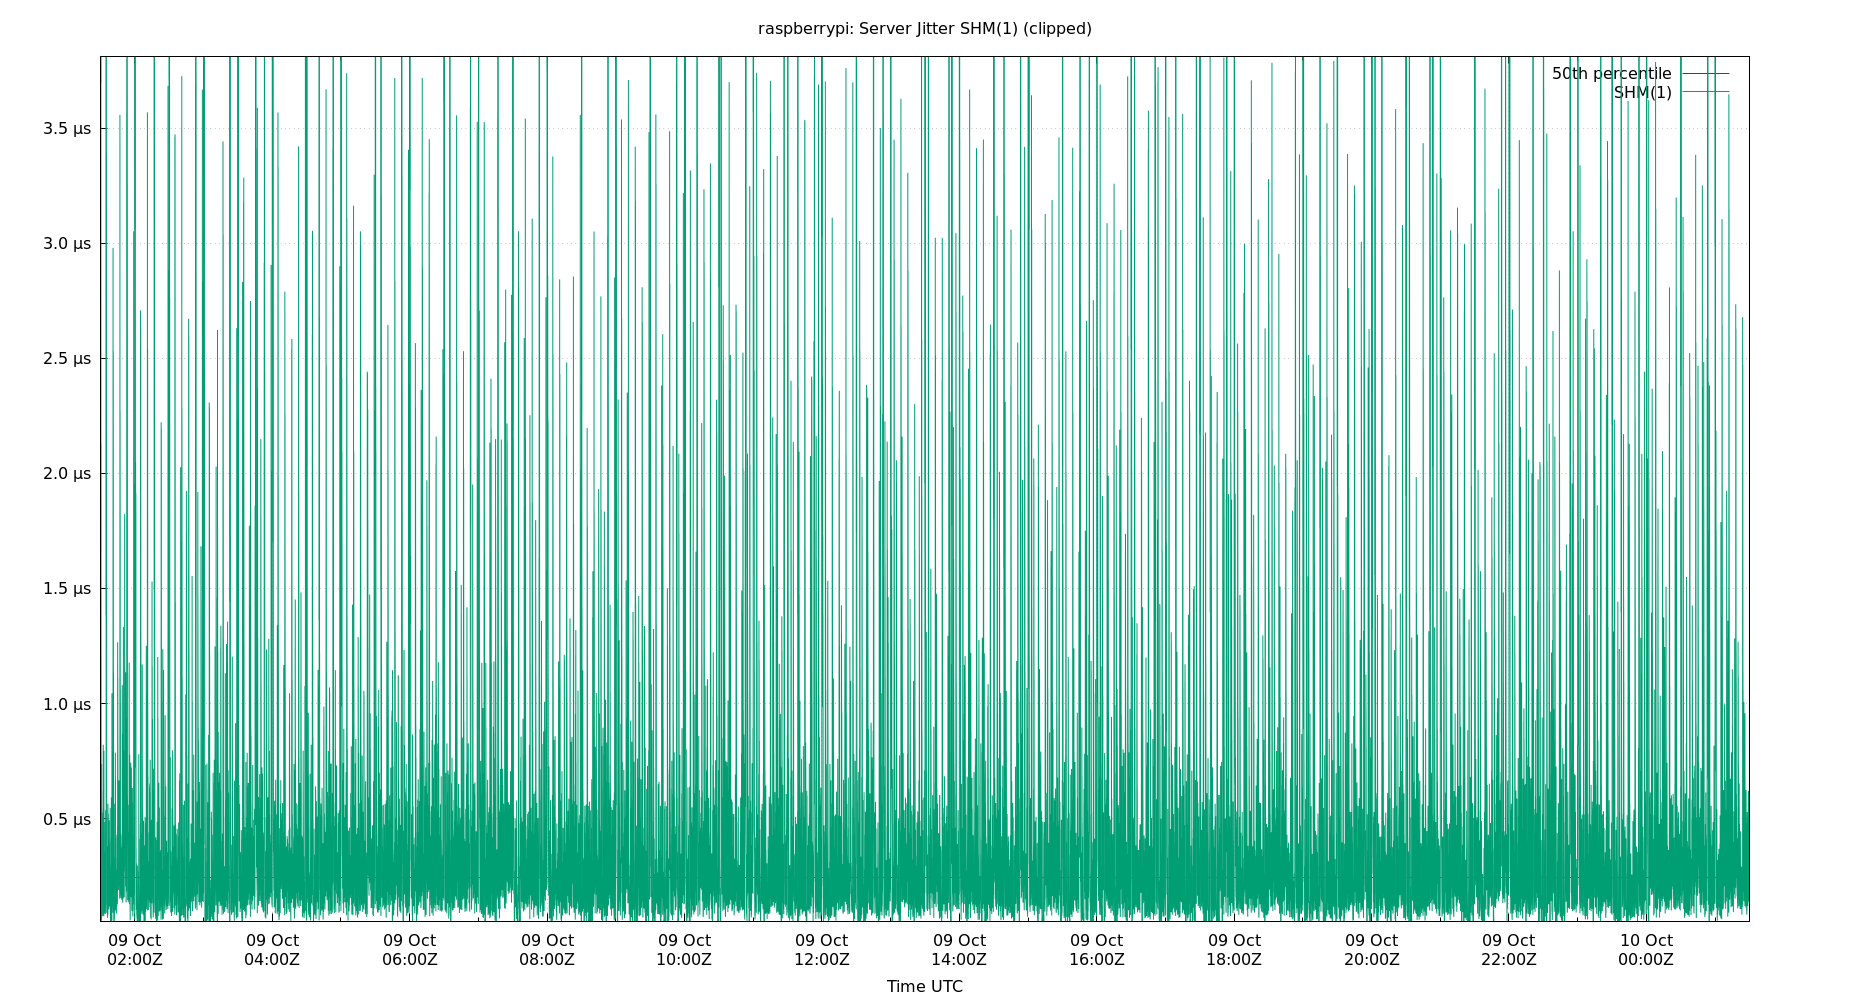 raspberrypi: Server Jitter SHM(1) (clipped)
50th percentile
SHM(1)
3.5 µs
3.0 µs
2.5 µs
2.0 µs
1.5 µs
1.0 µs
0.5 µs
09 Oct 09 Oct 09 Oct 09 Oct 09 Oct 09 Oct 09 Oct 09 Oct 09 Oct 09 Oct 09 Oct 10 Oct
02:00Z 04:00Z 06:00Z 08:00Z 10:00Z 12:00Z 14:00Z 16:00Z 18:00Z 20:00Z 22:00Z 00:00Z
Time UTC